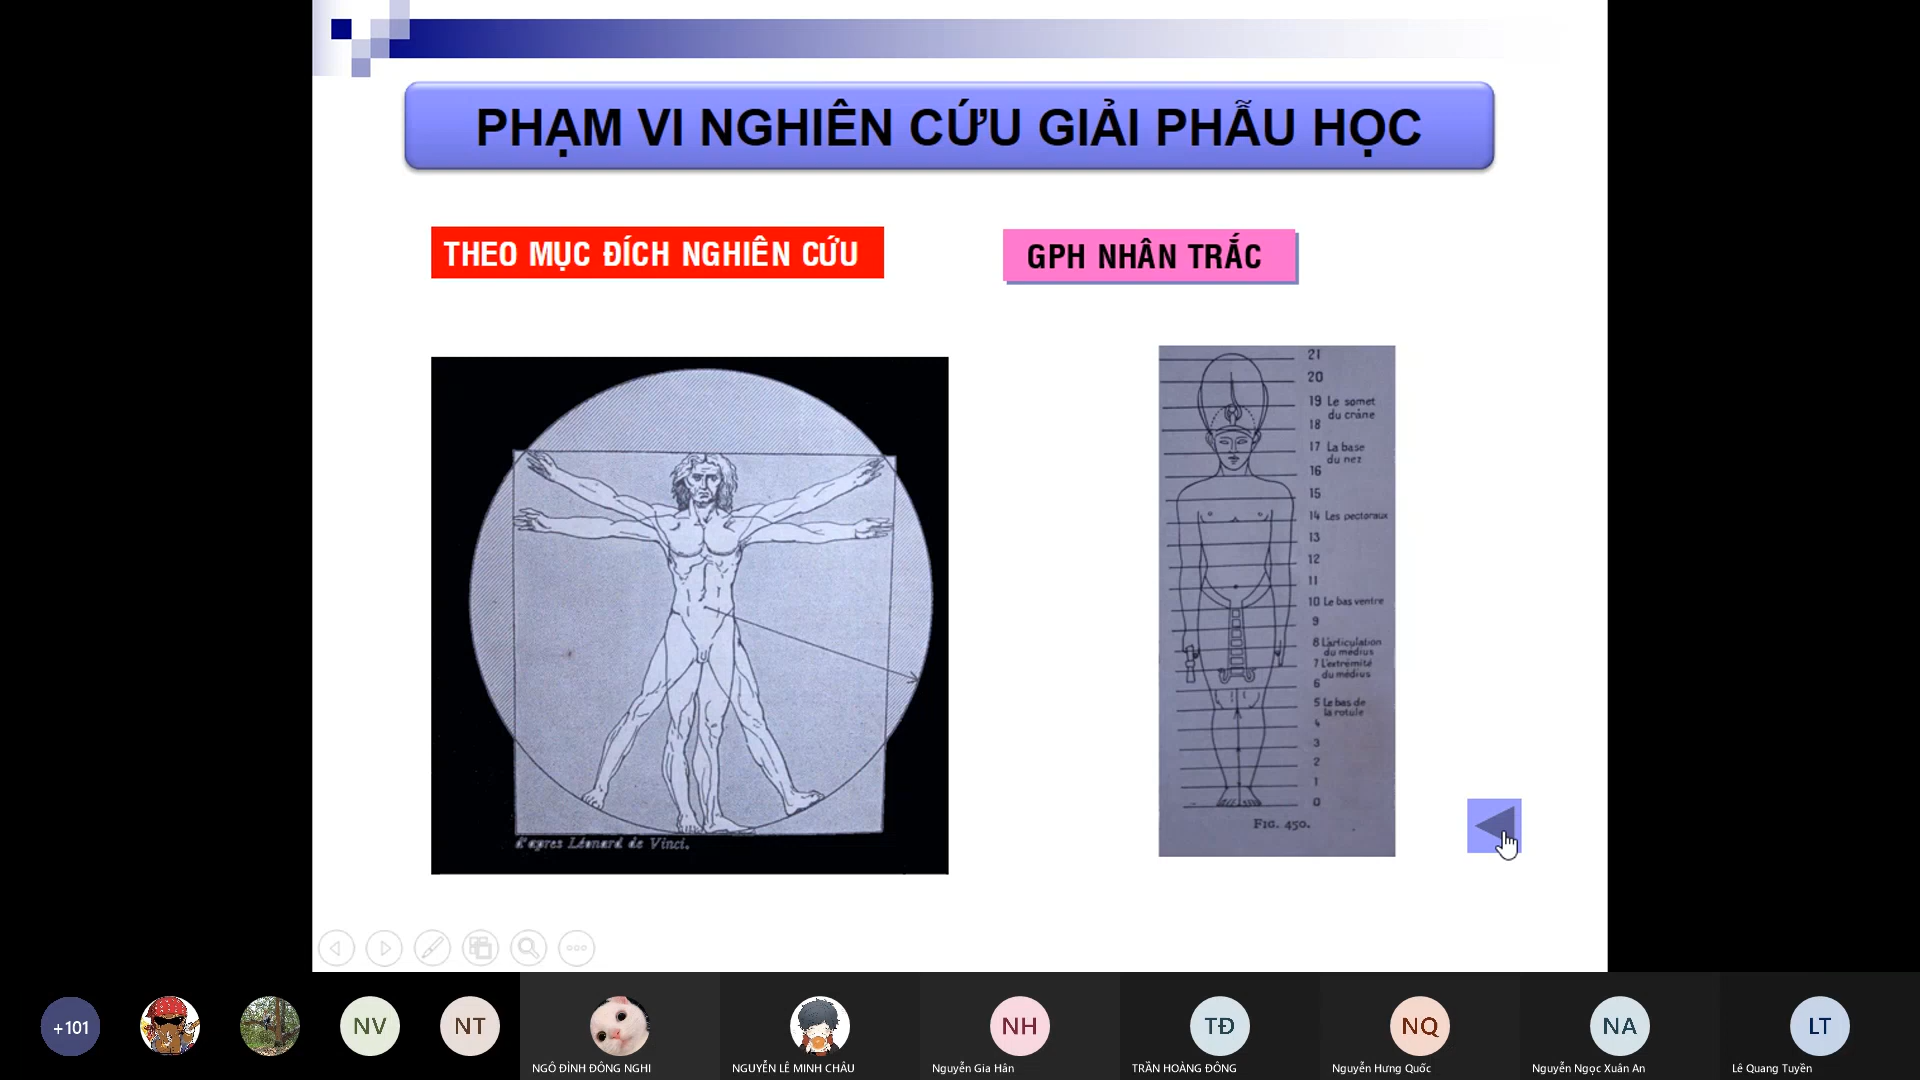 PHẠM VI NGHIÊN CỨU GIẢI PHẪU HỌC
THEO MỤC ĐÍCH NGHIÊN CỨU
GPH NHÂN TRẮC
d'apres Léonard de Vinci.
21
20
19 Le somet
du crâne
18
17 La base
du nez
16
15
14 Les pectoraux
13
12
11
10 Le bas ventre
9
8 L'articulation
du médius
7 L'extrémité
du médius
6
5 Le bas de
la rotule
4
3
2
1
0
FIG. 450.
+101
NV
NT
NGÔ ĐÌNH ĐÔNG NGHI
NGUYỄN LÊ MINH CHÂU
NH
Nguyễn Gia Hân
TĐ
TRẦN HOÀNG ĐÔNG
NQ
Nguyễn Hưng Quốc
NA
Nguyễn Ngọc Xuân An
LT
Lê Quang Tuyền